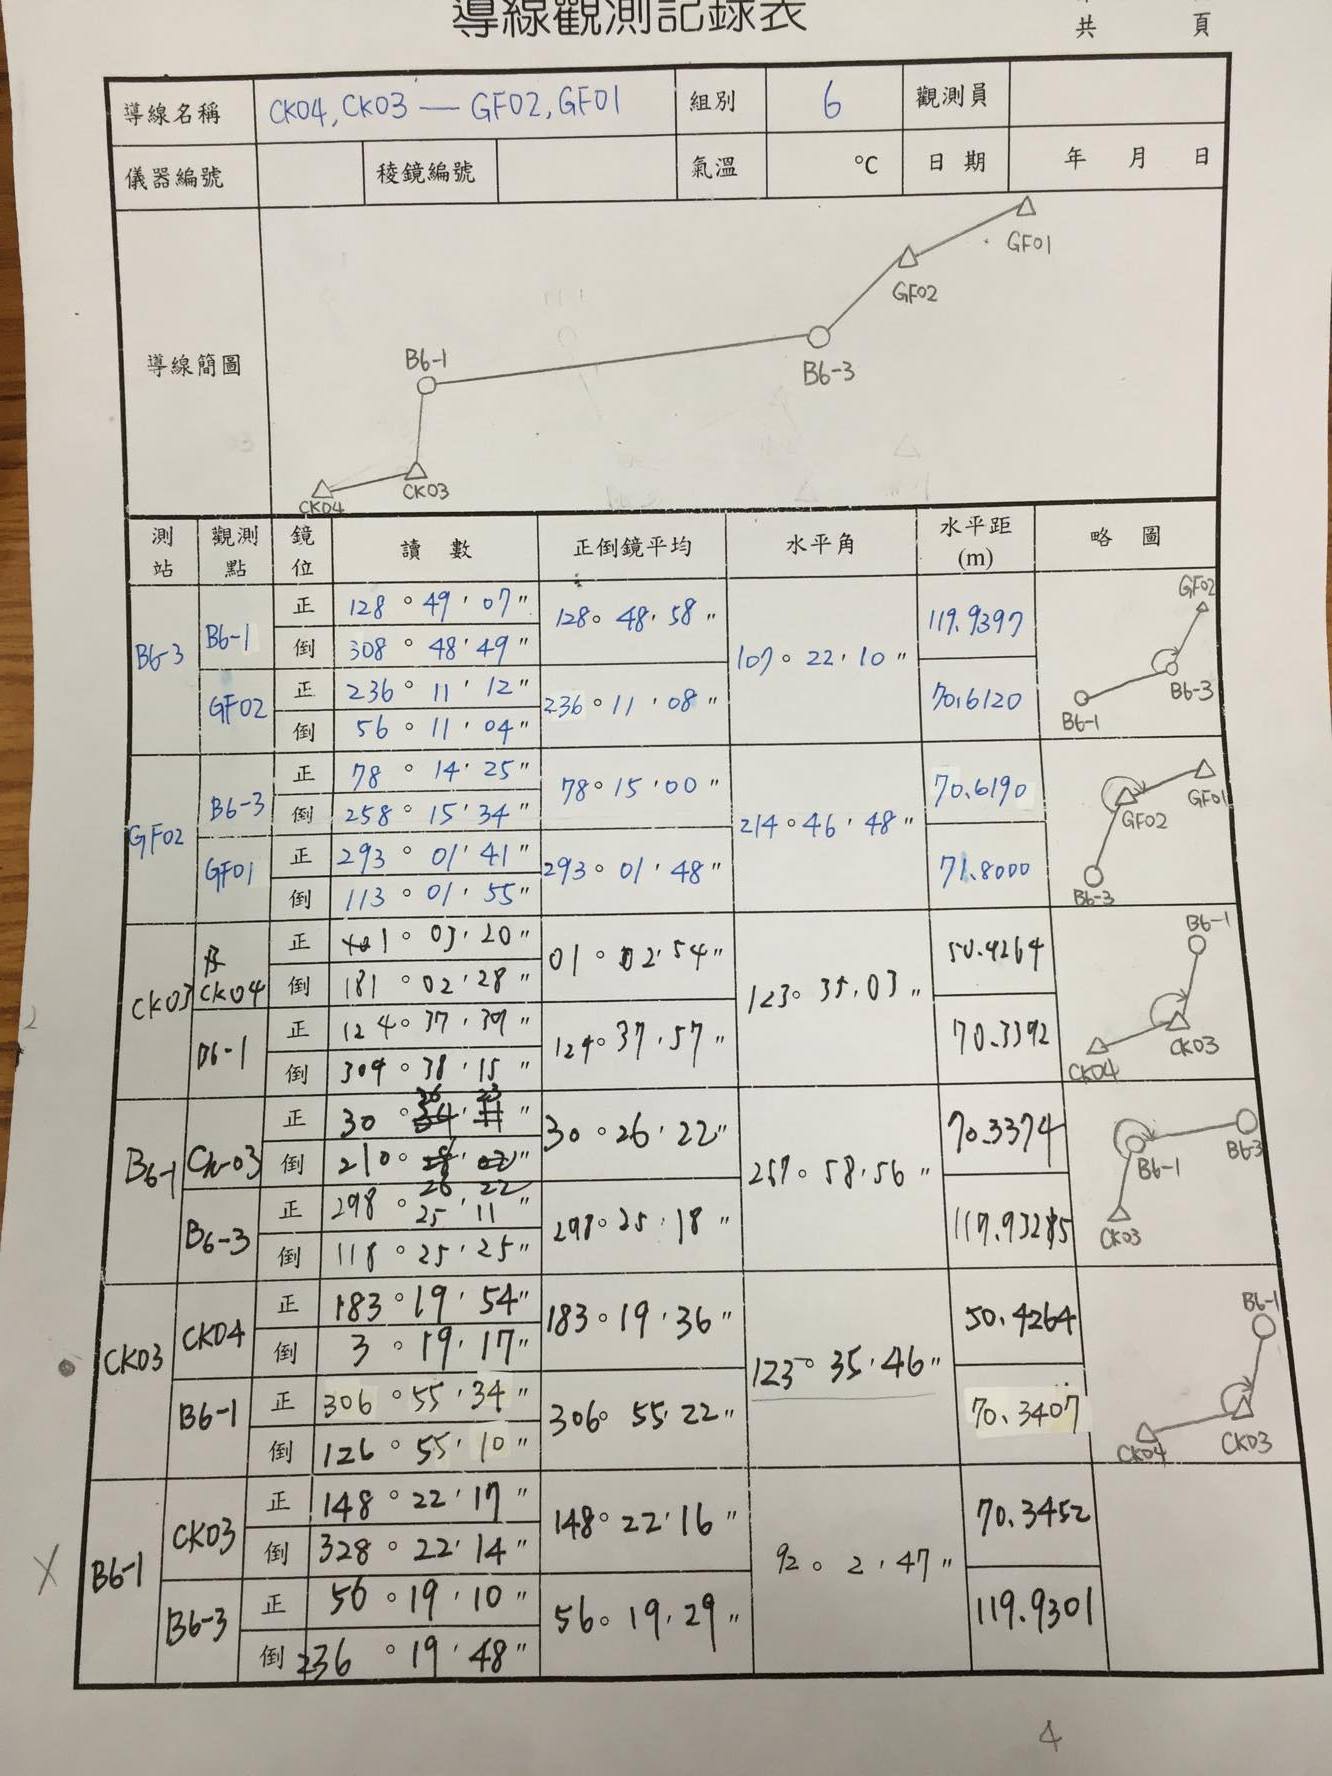 導線觀測記錄表
共 頁
導線名稱 CK04,CK03 — GF02,GF01 組別 6 觀測員
儀器編號 稜鏡編號 氣溫 °C 日期 年 月 日
導線簡圖
GF01
GF02
B6-1
B6-3
CK03
CK04
測站 觀測點 鏡位 讀數 正倒鏡平均 水平角 水平距(m) 略圖
B6-3 B6-1 正 128°49'07" 128°48'58" 107°22'10" 119.9397
倒 308°48'49"
GF02 正 236°11'12" 236°11'08" 70.6120
倒 56°11'04"
GF02
B6-3
B6-1
GF02 B6-3 正 78°14'25" 78°15'00" 214°46'48" 70.6190
倒 258°15'34
GF01 正 293°01'41" 293°01'48" 71.8000
倒 113°01'55"
GF01
GF02
B6-3
CK03 CK04 正 1°03'20" 01°02'54" 123°35'03" 50.4264
倒 181°02'28"
B6-1 正 124°37'39" 124°37'57" 70.3392
倒 304°38'15"
B6-1
CK03
CK04
B6-1 CK-03 正 30°26'23" 30°26'22" 267°58'56" 70.3374
倒 210°26'22"
B6-3 正 298°25'11" 298°25'18"
倒 118°25'25"
B6-3
B6-1
CK03
CK03 CK04 正 183°19'54" 183°19'36" 123°35'46" 50.4264
倒 3°19'17"
B6-1 正 306°55'34" 306°55'22" 70.3407
倒 126°55'10"
B6-1
CK04
CK03
B6-1 CK03 正 148°22'17" 148°22'16" 92°2'47" 70.3452
倒 328°22'14"
B6-3 正 56°19'10" 56°19'29" 119.9301
倒 236°19'48"
4